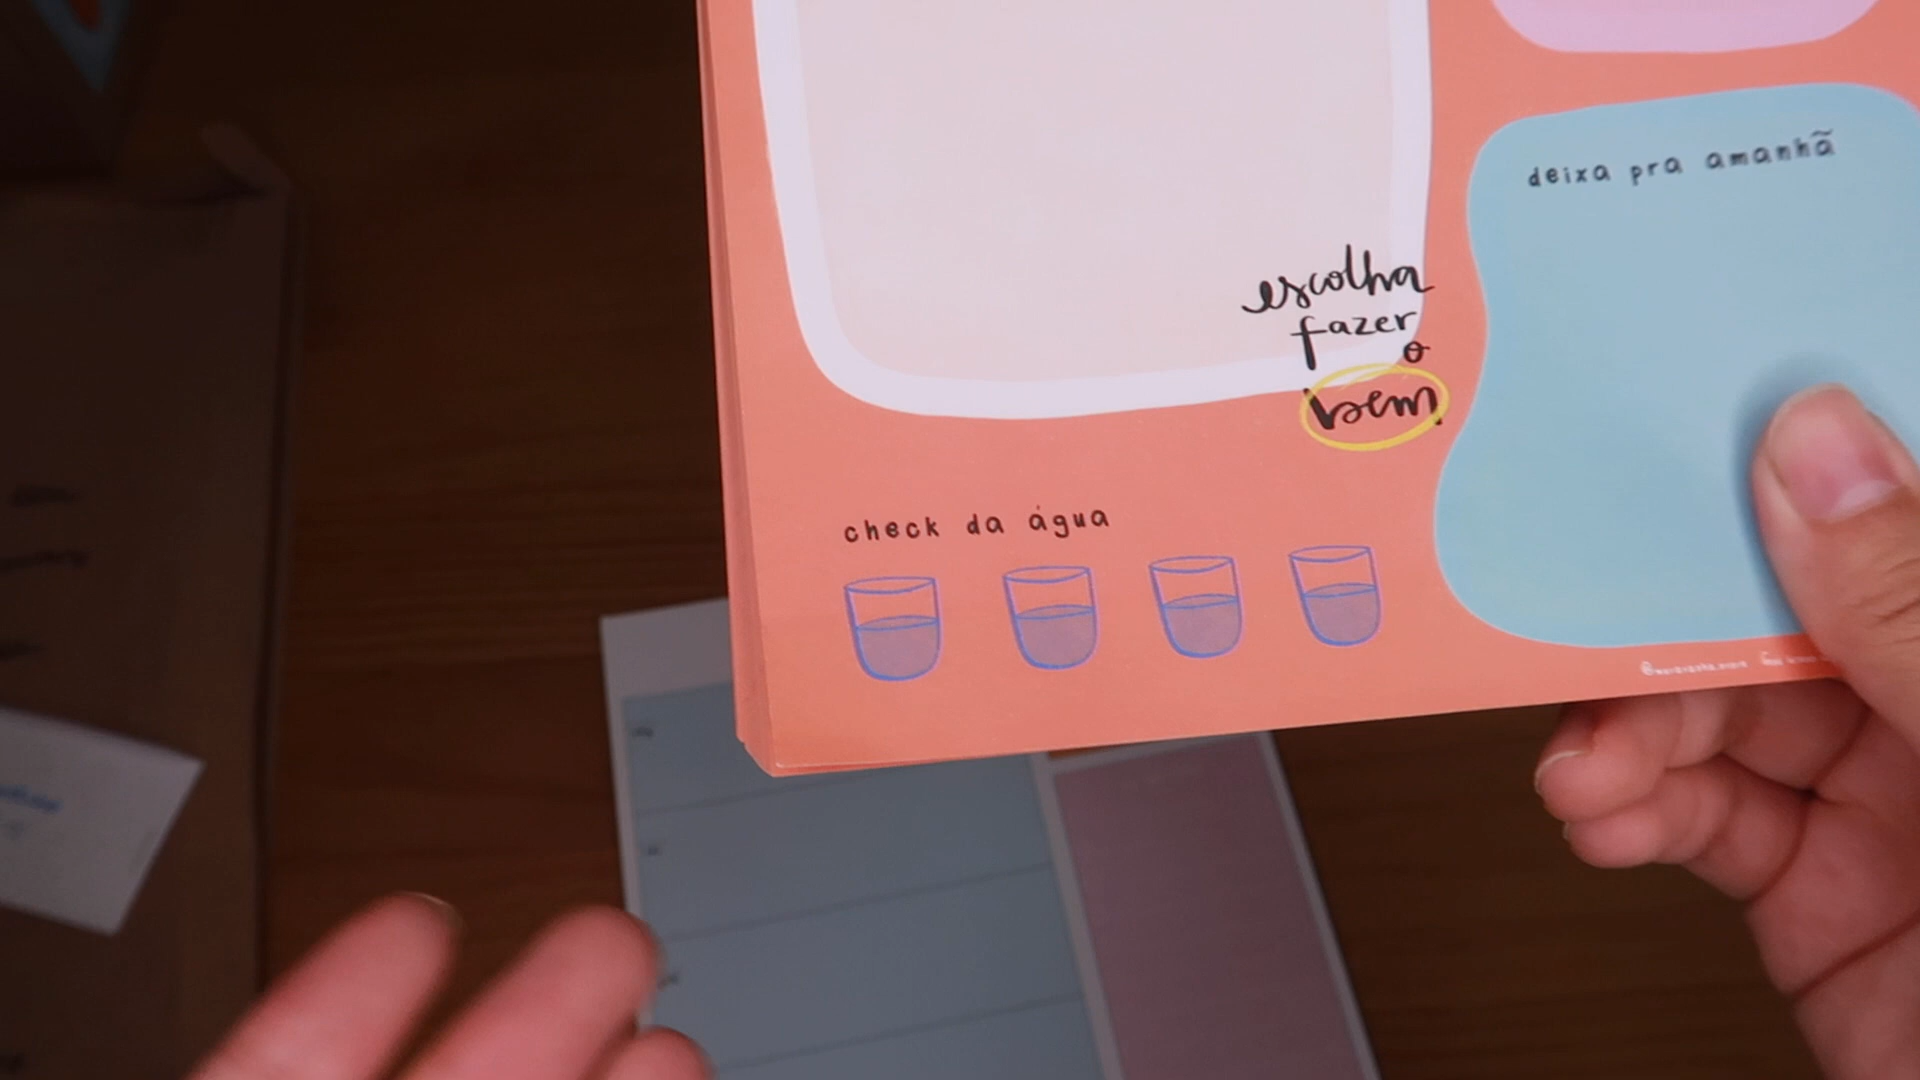 deixa pra amanhã
escolha
fazer
o
bem
check da água